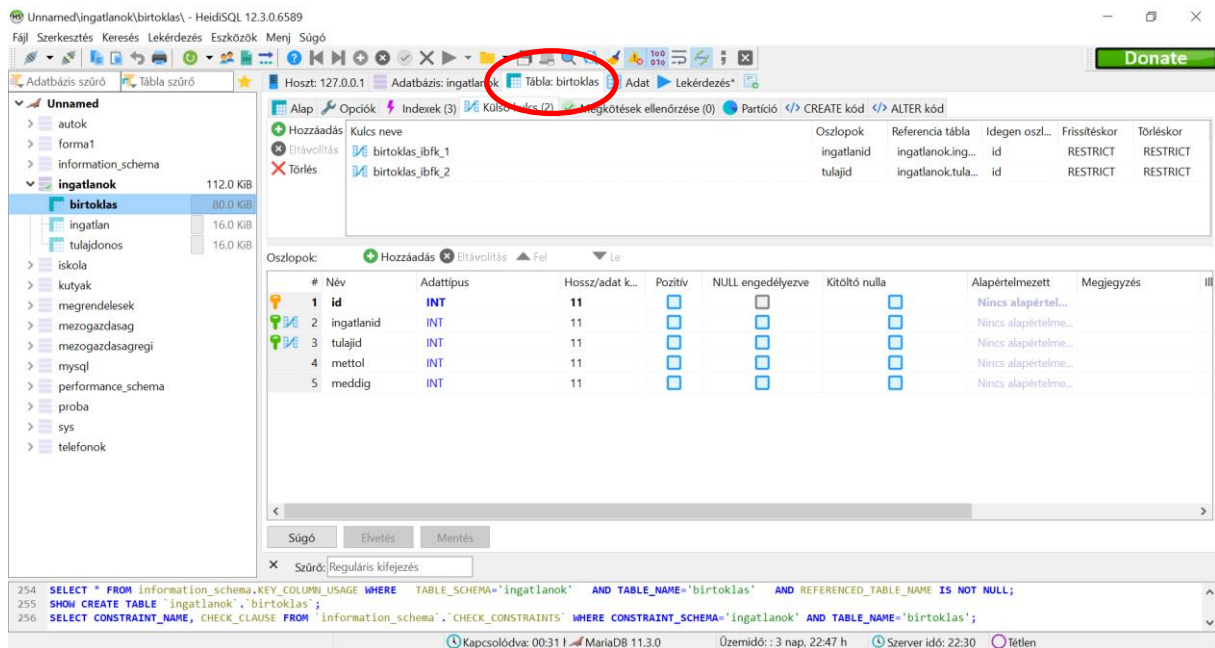 Unnamed\ingatlanok\birtoklas\ - HeidiSQL 12.3.0.6589
Fájl Szerkesztés Keresés Lekérdezés Eszközök Menj Súgó
Donate
Adatbázis szűrő Tábla szűrő
Hoszt: 127.0.0.1 Adatbázis: ingatlanok Tábla: birtoklas Adat Lekérdezés*
Alap Opciók Indexek (3) Külső kulcs (2) Megkötések ellenőrzése (0) Partíció CREATE kód ALTER kód
Unnamed
autok
forma1
information_schema
ingatlanok 112.0 KiB
birtoklas 80.0 KiB
ingatlan 16.0 KiB
tulajdonos 16.0 KiB
iskola
kutyak
megrendelesek
mezogazdasag
mezogazdasagregi
mysql
performance_schema
proba
sys
telefonok
Hozzáadás
Eltávolítás
Törlés
Kulcs neve Oszlopok Referencia tábla Idegen oszl... Frissítéskor Törléskor
birtoklas_ibfk_1 ingatlanid ingatlanok.ing... id RESTRICT RESTRICT
birtoklas_ibfk_2 tulajid ingatlanok.tula... id RESTRICT RESTRICT
Oszlopok: Hozzáadás Eltávolítás Fel Le
# Név Adattípus Hossz/adat k... Pozitív NULL engedélyezve Kitöltő nulla Alapértelmezett Megjegyzés Ill
1 id INT 11 Nincs alapértel...
2 ingatlanid INT 11 Nincs alapértelme...
3 tulajid INT 11 Nincs alapértelme...
4 mettol INT 11 Nincs alapértelme...
5 meddig INT 11 Nincs alapértelme...
Súgó Elvetés Mentés
Szűrő: Reguláris kifejezés
254 SELECT * FROM information_schema.KEY_COLUMN_USAGE WHERE TABLE_SCHEMA='ingatlanok' AND TABLE_NAME='birtoklas' AND REFERENCED_TABLE_NAME IS NOT NULL;
255 SHOW CREATE TABLE `ingatlanok`.`birtoklas`;
256 SELECT CONSTRAINT_NAME, CHECK_CLAUSE FROM `information_schema`.`CHECK_CONSTRAINTS` WHERE CONSTRAINT_SCHEMA='ingatlanok' AND TABLE_NAME='birtoklas';
Kapcsolódva: 00:31 MariaDB 11.3.0 Üzemidő: : 3 nap, 22:47 h Szerver idő: 22:30 Tétlen